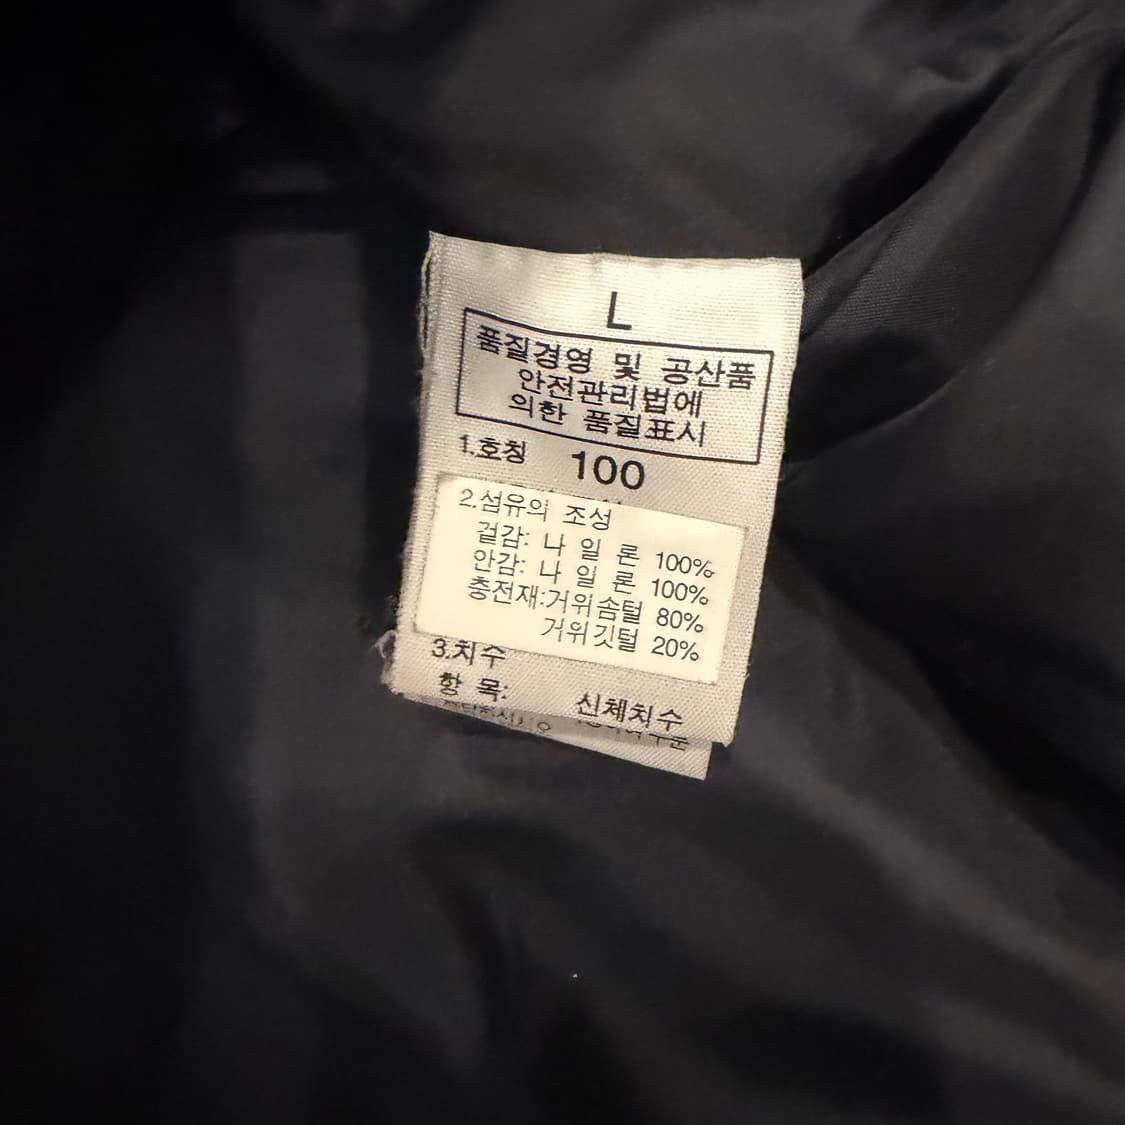 L
품질경영 및 공산품
안전관리법에
의한 품질표시
1.호칭 100
2.섬유의 조성
겉감: 나 일 론 100%
안감: 나 일 론 100%
충전재:거위솜털 80%
거위깃털 20%
3.치수
항 목: 신체치수